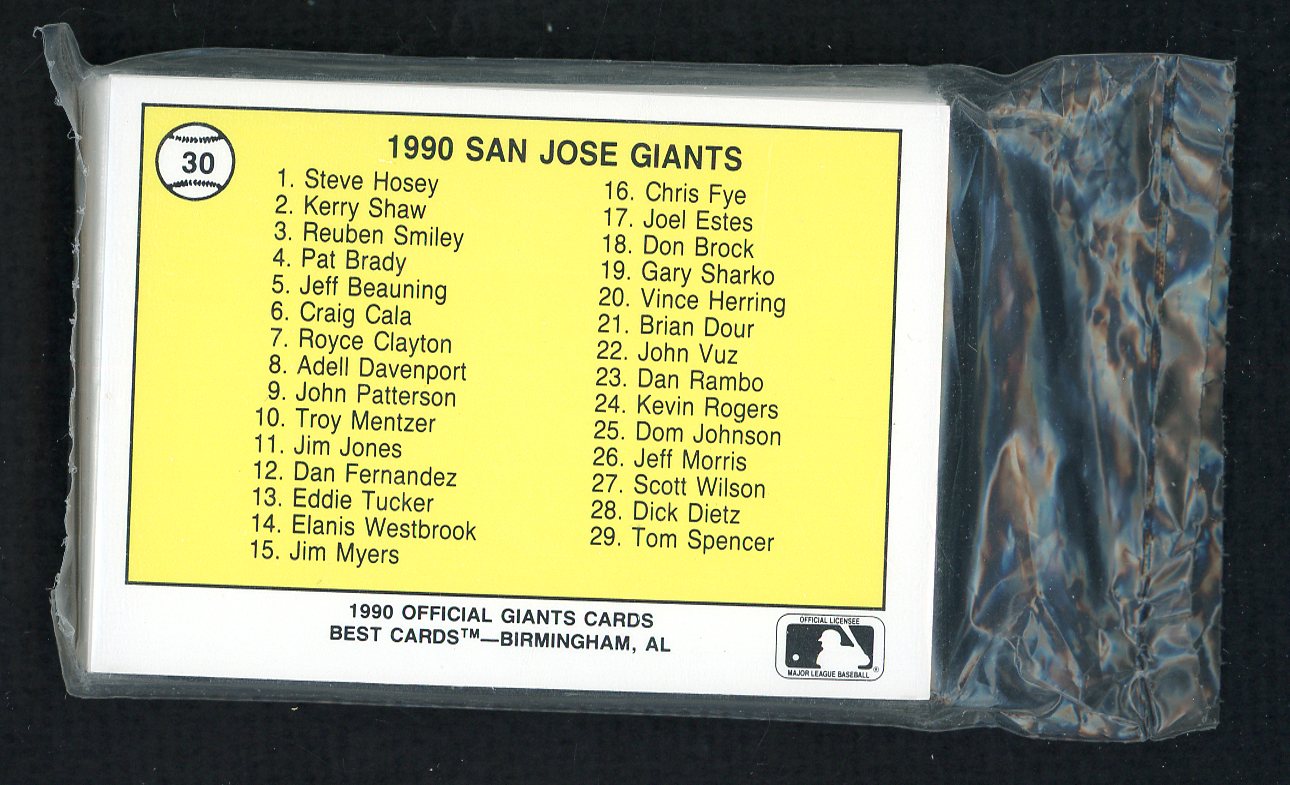 30
1990 SAN JOSE GIANTS
1. Steve Hosey
2. Kerry Shaw
3. Reuben Smiley
4. Pat Brady
5. Jeff Beauning
6. Craig Cala
7. Royce Clayton
8. Adell Davenport
9. John Patterson
10. Troy Mentzer
11. Jim Jones
12. Dan Fernandez
13. Eddie Tucker
14. Elanis Westbrook
15. Jim Myers
16. Chris Fye
17. Joel Estes
18. Don Brock
19. Gary Sharko
20. Vince Herring
21. Brian Dour
22. John Vuz
23. Dan Rambo
24. Kevin Rogers
25. Dom Johnson
26. Jeff Morris
27. Scott Wilson
28. Dick Dietz
29. Tom Spencer
1990 OFFICIAL GIANTS CARDS
BEST CARDS™—BIRMINGHAM, AL
OFFICIAL LICENSEE
MAJOR LEAGUE BASEBALL ®